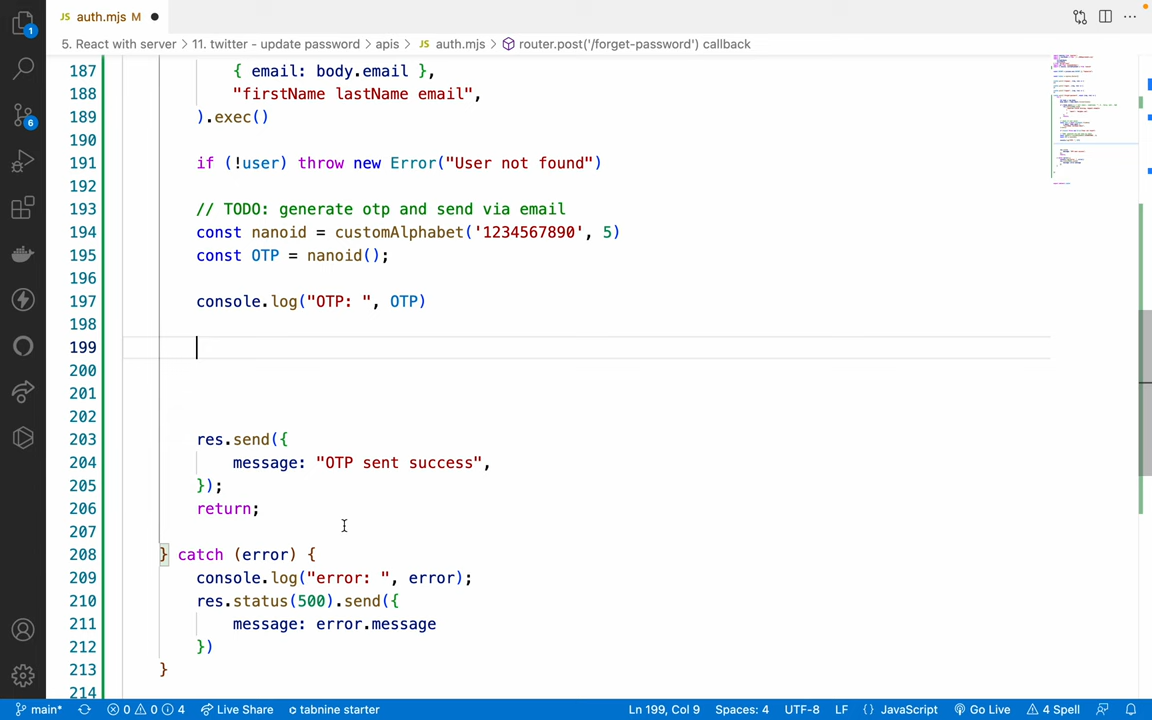 JS auth.mjs M
5. React with server > 11. twitter - update password > apis > JS auth.mjs > router.post('/forget-password') callback
187 { email: body.email },
188 "firstName lastName email",
189 ).exec()
190
191 if (!user) throw new Error("User not found")
192
193 // TODO: generate otp and send via email
194 const nanoid = customAlphabet('1234567890', 5)
195 const OTP = nanoid();
196
197 console.log("OTP: ", OTP)
198
199
200
201
202
203 res.send({
204 message: "OTP sent success",
205 });
206 return;
207
208 } catch (error) {
209 console.log("error: ", error);
210 res.status(500).send({
211 message: error.message
212 })
213 }
214
1
6
main* 0 0 4 Live Share tabnine starter Ln 199, Col 9 Spaces: 4 UTF-8 LF {} JavaScript Go Live 4 Spell